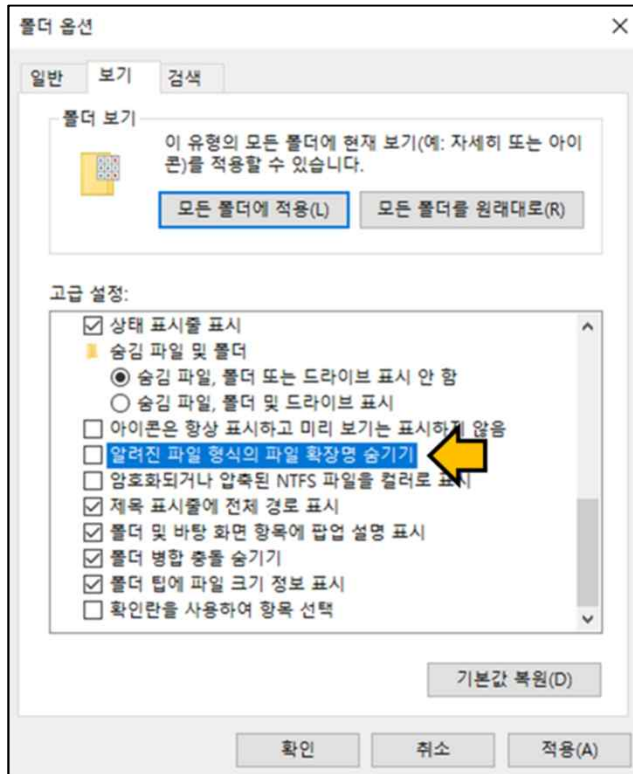 폴더 옵션
일반 보기 검색
폴더 보기
이 유형의 모든 폴더에 현재 보기(예: 자세히 또는 아이
콘)를 적용할 수 있습니다.
모든 폴더에 적용(L) 모든 폴더를 원래대로(R)
고급 설정:
상태 표시줄 표시
숨김 파일 및 폴더
숨김 파일, 폴더 또는 드라이브 표시 안 함
숨김 파일, 폴더 및 드라이브 표시
아이콘은 항상 표시하고 미리 보기는 표시하지 않음
알려진 파일 형식의 파일 확장명 숨기기
암호화되거나 압축된 NTFS 파일을 컬러로 표시
제목 표시줄에 전체 경로 표시
폴더 및 바탕 화면 항목에 팝업 설명 표시
폴더 병합 충돌 숨기기
폴더 팁에 파일 크기 정보 표시
확인란을 사용하여 항목 선택
기본값 복원(D)
확인 취소 적용(A)